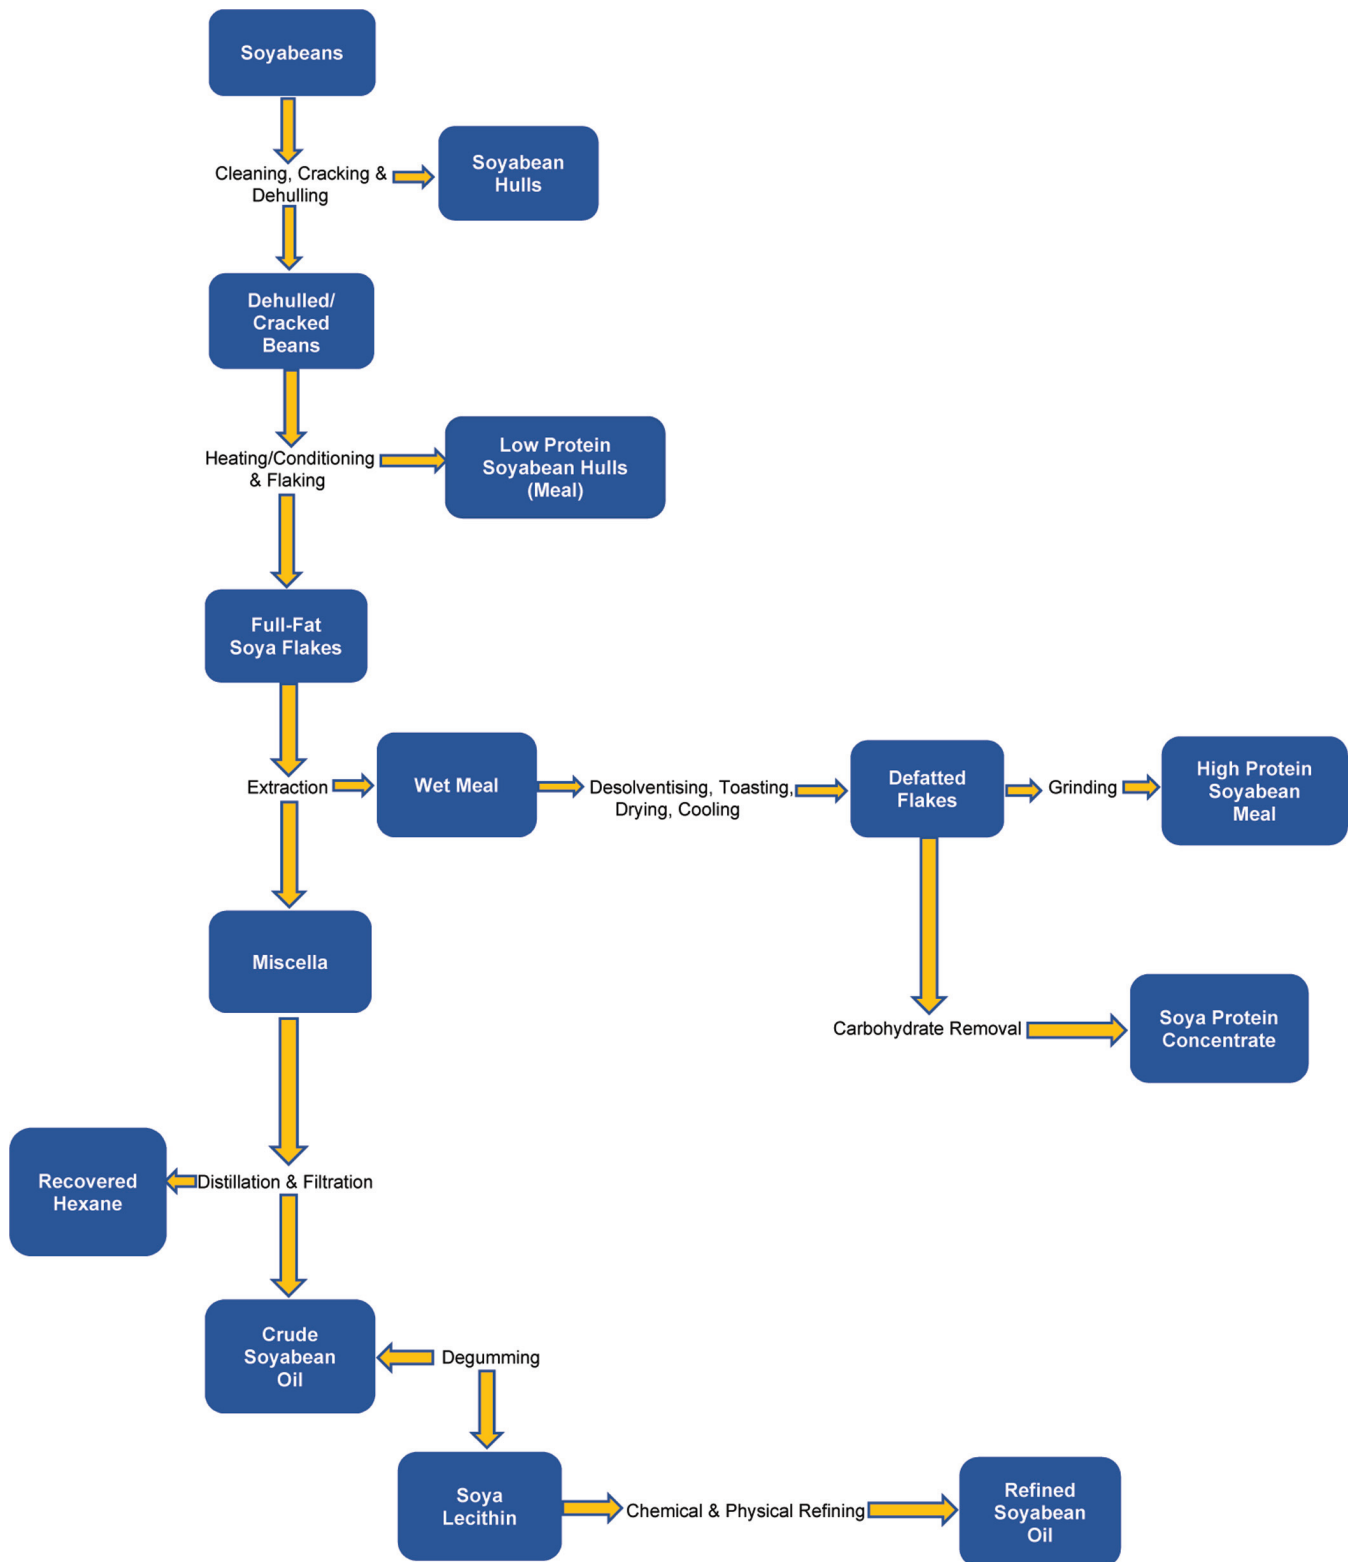 Soyabeans
Cleaning, Cracking &
Dehulling
Soyabean
Hulls
Dehulled/
Cracked
Beans
Heating/Conditioning
& Flaking
Low Protein
Soyabean Hulls
(Meal)
Full-Fat
Soya Flakes
Extraction
Wet Meal
Desolventising, Toasting,
Drying, Cooling
Defatted
Flakes
Grinding
High Protein
Soyabean
Meal
Miscella
Carbohydrate Removal
Soya Protein
Concentrate
Recovered
Hexane
Distillation & Filtration
Crude
Soyabean
Oil
Degumming
Soya
Lecithin
Chemical & Physical Refining
Refined
Soyabean
Oil